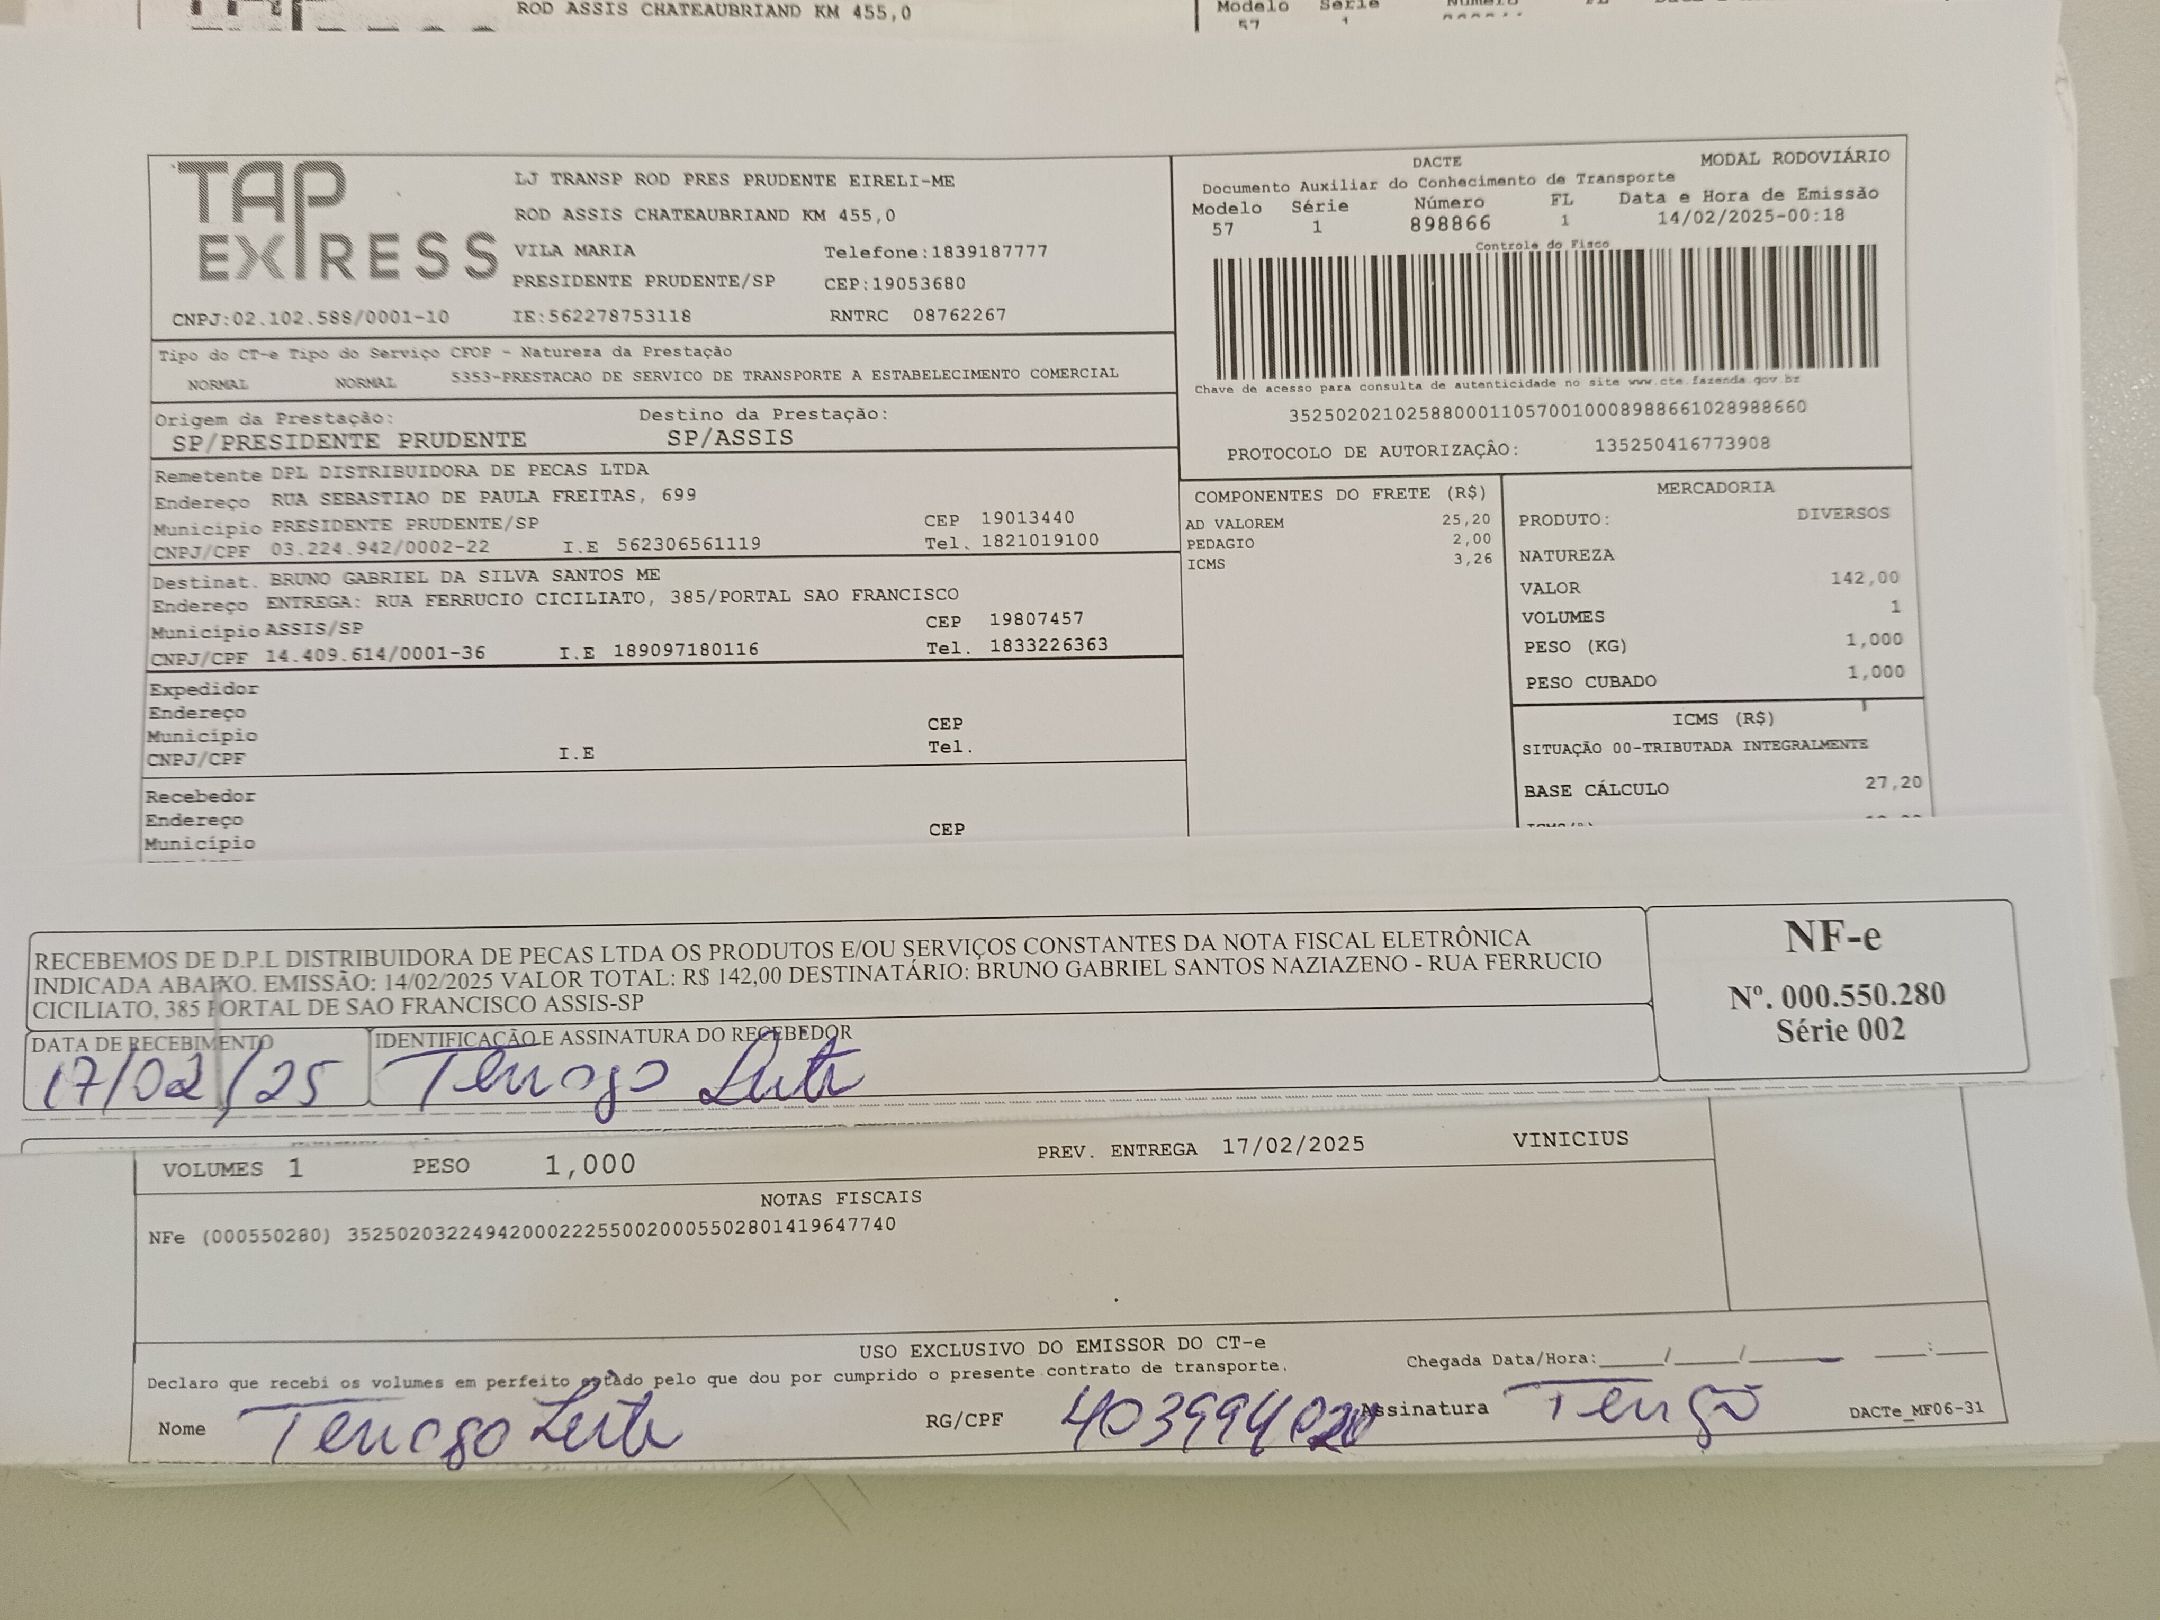 ROD ASSIS CHATEAUBRIAND KM 455,0
Modelo Série
57 1
TAP EXPRESS
LJ TRANSP ROD PRES PRUDENTE EIRELI-ME
ROD ASSIS CHATEAUBRIAND KM 455,0
VILA MARIA Telefone:1839187777
PRESIDENTE PRUDENTE/SP CEP:19053680
CNPJ:02.102.588/0001-10 IE:562278753118 RNTRC 08762267
DACTE MODAL RODOVIÁRIO
Documento Auxiliar do Conhecimento de Transporte
Modelo Série Número FL Data e Hora de Emissão
57 1 898866 1 14/02/2025-00:18
Controle do Fisco
Chave de acesso para consulta de autenticidade no site www.cte.fazenda.gov.br
35250202102588000110570010008988661028988660
PROTOCOLO DE AUTORIZAÇÃO: 135250416773908
Tipo do CT-e Tipo do Serviço CFOP - Natureza da Prestação
NORMAL NORMAL 5353-PRESTACAO DE SERVICO DE TRANSPORTE A ESTABELECIMENTO COMERCIAL
Origem da Prestação: Destino da Prestação:
SP/PRESIDENTE PRUDENTE SP/ASSIS
Remetente DPL DISTRIBUIDORA DE PECAS LTDA
Endereço RUA SEBASTIAO DE PAULA FREITAS, 699
Município PRESIDENTE PRUDENTE/SP CEP 19013440
CNPJ/CPF 03.224.942/0002-22 I.E 562306561119 Tel. 1821019100
Destinat. BRUNO GABRIEL DA SILVA SANTOS ME
Endereço ENTREGA: RUA FERRUCIO CICILIATO, 385/PORTAL SAO FRANCISCO
Município ASSIS/SP CEP 19807457
CNPJ/CPF 14.409.614/0001-36 I.E 189097180116 Tel. 1833226363
Expedidor
Endereço
Município CEP
CNPJ/CPF I.E Tel.
Recebedor
Endereço
Município CEP
COMPONENTES DO FRETE (R$)
AD VALOREM 25,20
PEDAGIO 2,00
ICMS 3,26
MERCADORIA
PRODUTO: DIVERSOS
NATUREZA
VALOR 142,00
VOLUMES 1
PESO (KG) 1,000
PESO CUBADO 1,000
ICMS (R$)
SITUAÇÃO 00-TRIBUTADA INTEGRALMENTE
BASE CÁLCULO 27,20
RECEBEMOS DE D.P.L DISTRIBUIDORA DE PECAS LTDA OS PRODUTOS E/OU SERVIÇOS CONSTANTES DA NOTA FISCAL ELETRÔNICA
INDICADA ABAIXO. EMISSÃO: 14/02/2025 VALOR TOTAL: R$ 142,00 DESTINATÁRIO: BRUNO GABRIEL SANTOS NAZIAZENO - RUA FERRUCIO
CICILIATO, 385 PORTAL DE SAO FRANCISCO ASSIS-SP
DATA DE RECEBIMENTO IDENTIFICAÇÃO E ASSINATURA DO RECEBEDOR
17/02/25
NF-e
Nº. 000.550.280
Série 002
VOLUMES 1 PESO 1,000 PREV. ENTREGA 17/02/2025 VINICIUS
NOTAS FISCAIS
NFe (000550280) 35250203224942000222550020005502801419647740
USO EXCLUSIVO DO EMISSOR DO CT-e
Declaro que recebi os volumes em perfeito estado pelo que dou por cumprido o presente contrato de transporte. Chegada Data/Hora:____/____/______ ____:____
Nome RG/CPF Assinatura DACTe_MF06-31